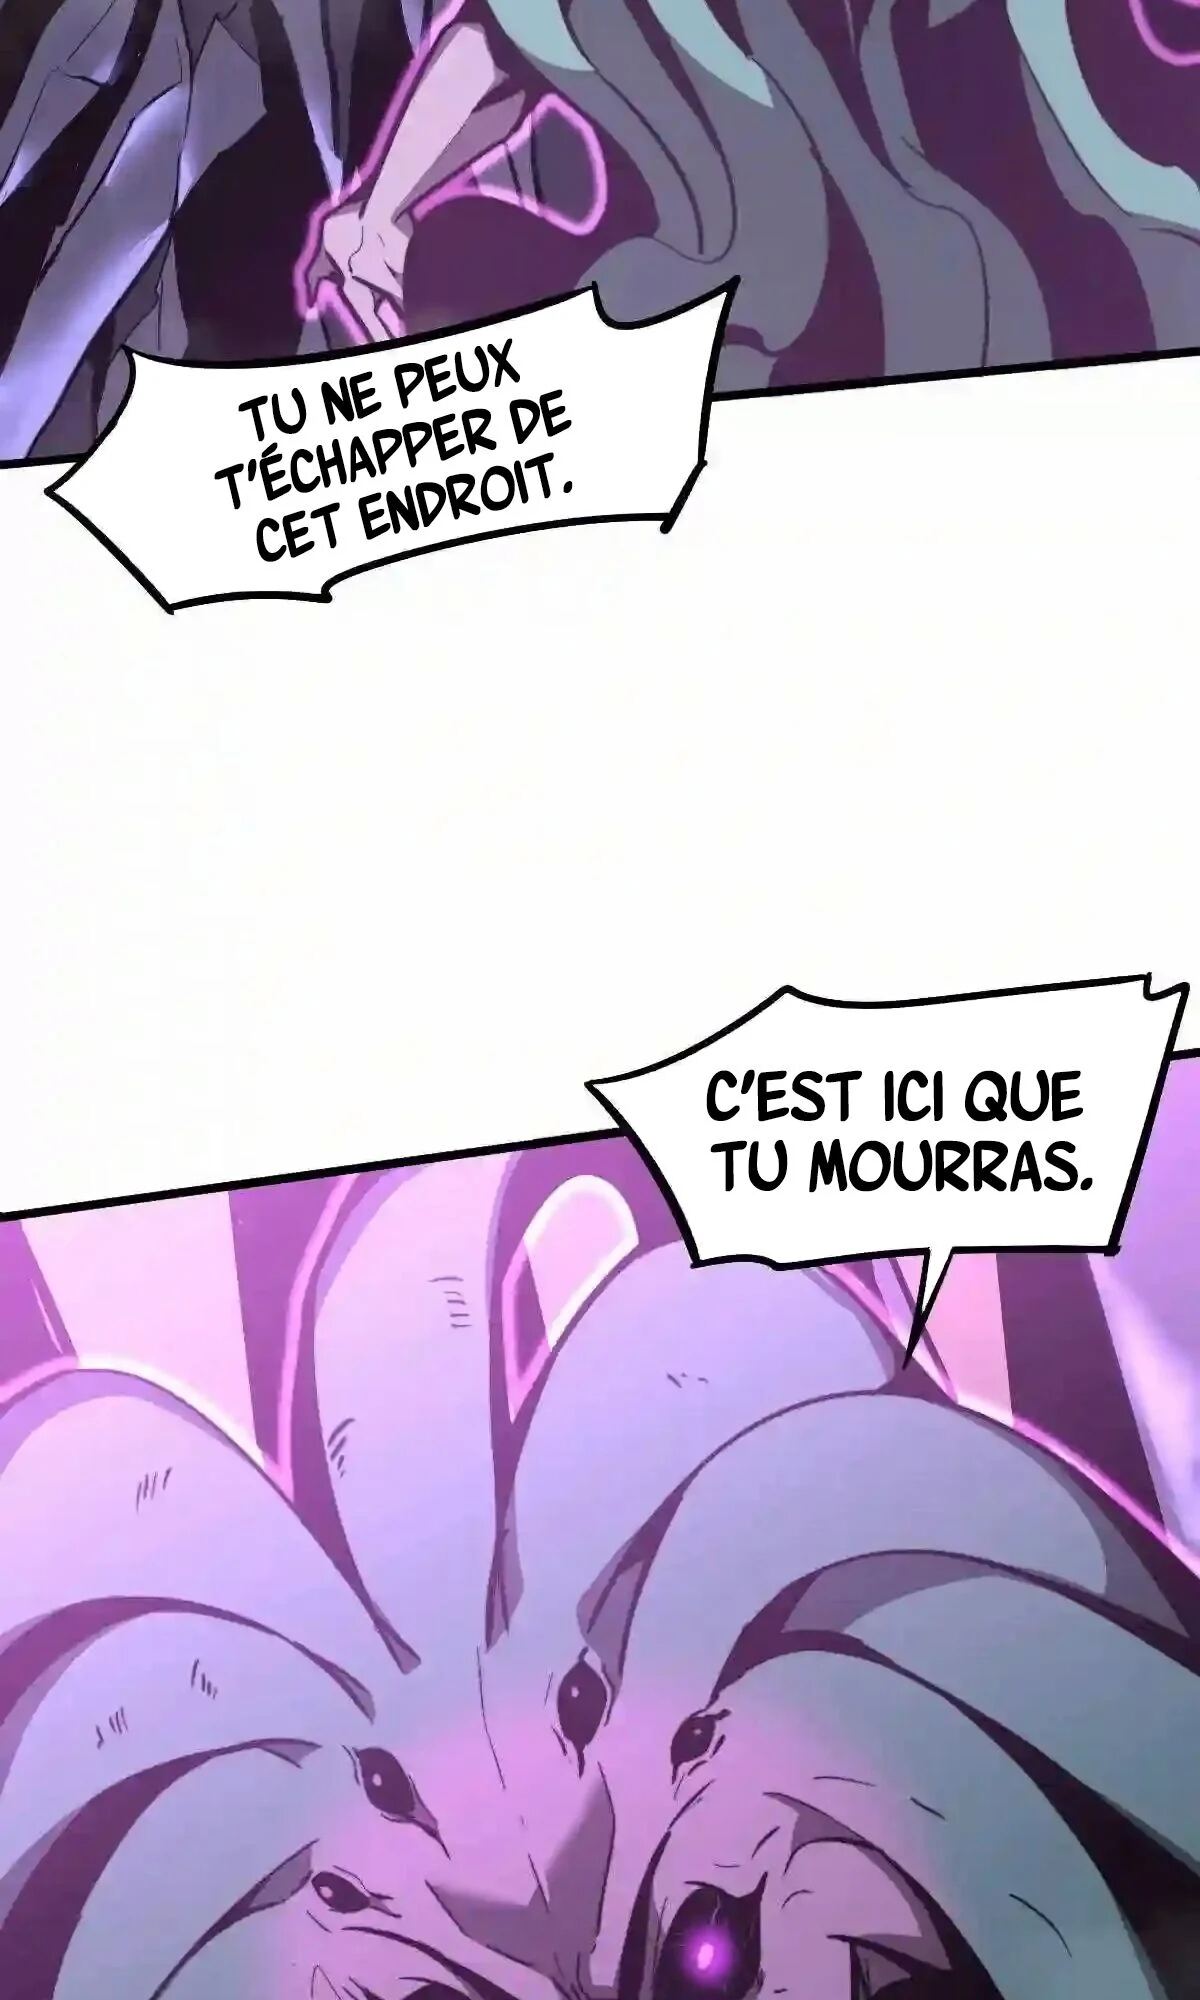 TU NE PEUX
T'ÉCHAPPER DE
CET ENDROIT.
C'EST ICI QUE
TU MOURRAS.